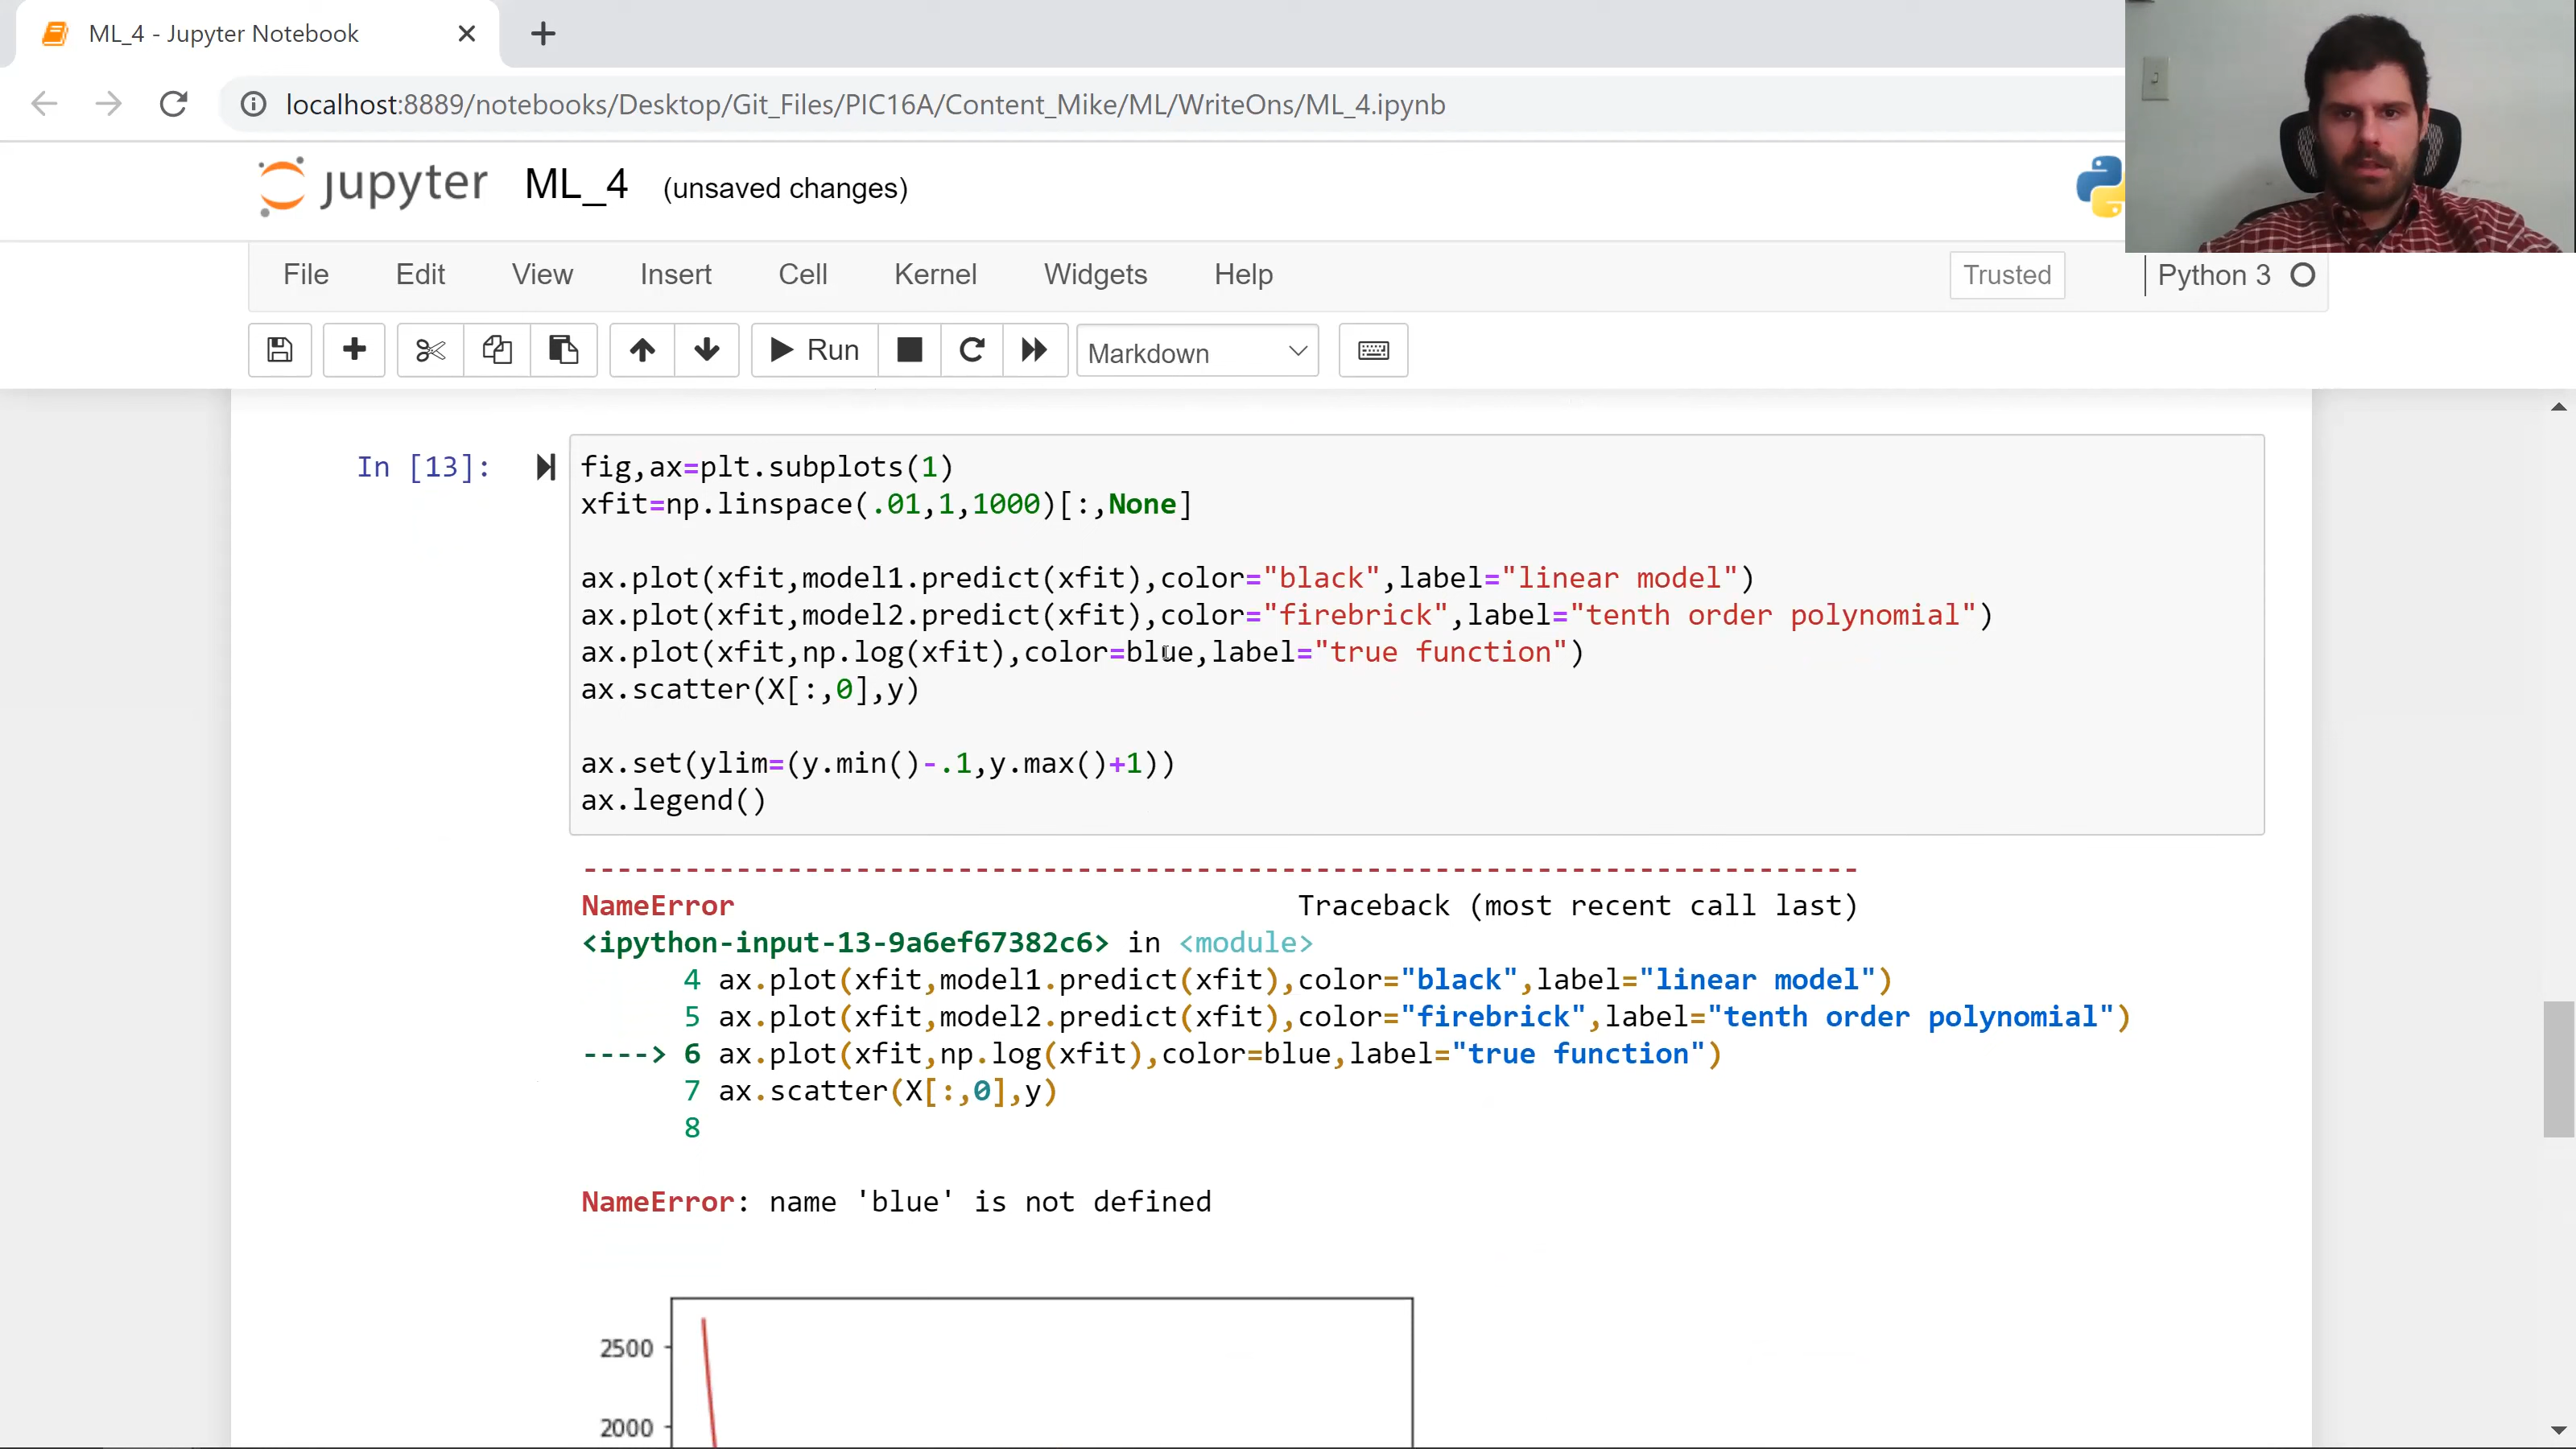 ML_4 - Jupyter Notebook
localhost:8889/notebooks/Desktop/Git_Files/PIC16A/Content_Mike/ML/WriteOns/ML_4.ipynb
jupyter ML_4 (unsaved changes)
File Edit View Insert Cell Kernel Widgets Help Trusted Python 3
Run Markdown
In [13]:
fig,ax=plt.subplots(1)
xfit=np.linspace(.01,1,1000)[:,None]
ax.plot(xfit,model1.predict(xfit),color="black",label="linear model")
ax.plot(xfit,model2.predict(xfit),color="firebrick",label="tenth order polynomial")
ax.plot(xfit,np.log(xfit),color=blue,label="true function")
ax.scatter(X[:,0],y)
ax.set(ylim=(y.min()-.1,y.max()+1))
ax.legend()
---------------------------------------------------------------------------
NameError Traceback (most recent call last)
<ipython-input-13-9a6ef67382c6> in <module>
4 ax.plot(xfit,model1.predict(xfit),color="black",label="linear model")
5 ax.plot(xfit,model2.predict(xfit),color="firebrick",label="tenth order polynomial")
----> 6 ax.plot(xfit,np.log(xfit),color=blue,label="true function")
7 ax.scatter(X[:,0],y)
8
NameError: name 'blue' is not defined
2500
2000